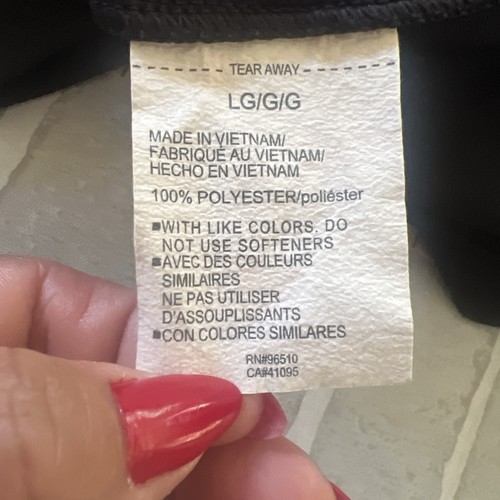 TEAR AWAY
LG/G/G
MADE IN VIETNAM/
FABRIQUÉ AU VIETNAM/
HECHO EN VIETNAM
100% POLYESTER/poliéster
■WITH LIKE COLORS. DO
NOT USE SOFTENERS
■AVEC DES COULEURS
SIMILAIRES
NE PAS UTILISER
D'ASSOUPLISSANTS
■CON COLORES SIMILARES
RN#96510
CA#41095